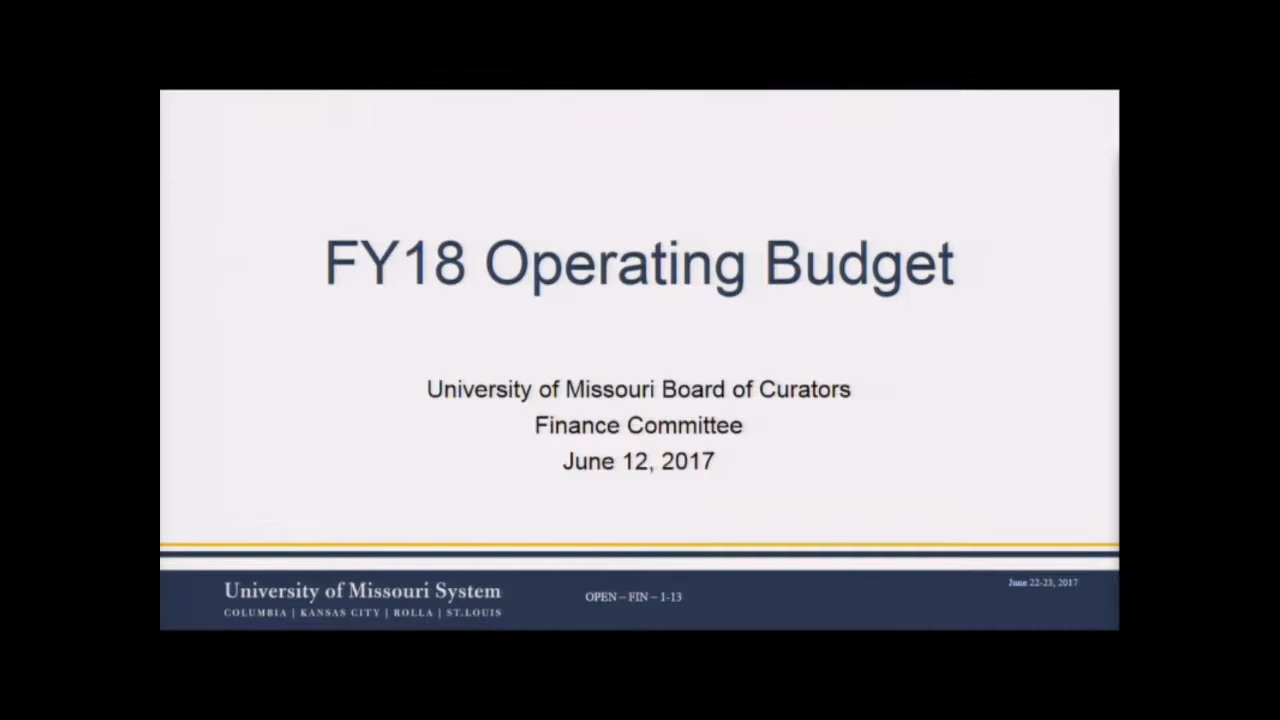 FY18 Operating Budget
University of Missouri Board of Curators
Finance Committee
June 12, 2017
University of Missouri System
COLUMBIA | KANSAS CITY | ROLLA | ST.LOUIS
OPEN – FIN – 1-13
June 22-23, 2017